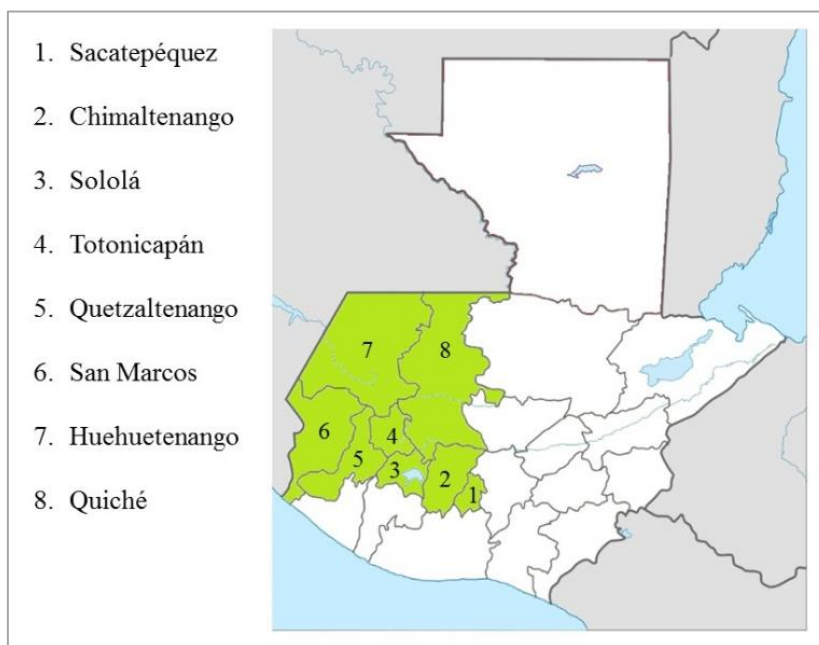 1. Sacatepéquez
2. Chimaltenango
3. Sololá
4. Totonicapán
5. Quetzaltenango
6. San Marcos
7. Huehuetenango
8. Quiché
7
8
6
4
5
3
2
1